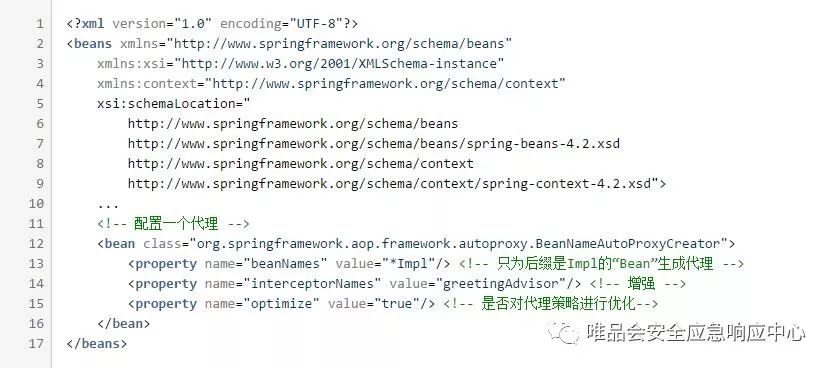 1 <?xml version="1.0" encoding="UTF-8"?>
2 <beans xmlns="http://www.springframework.org/schema/beans"
3 xmlns:xsi="http://www.w3.org/2001/XMLSchema-instance"
4 xmlns:context="http://www.springframework.org/schema/context"
5 xsi:schemaLocation="
6 http://www.springframework.org/schema/beans
7 http://www.springframework.org/schema/beans/spring-beans-4.2.xsd
8 http://www.springframework.org/schema/context
9 http://www.springframework.org/schema/context/spring-context-4.2.xsd">
10 ...
11 <!-- 配置一个代理 -->
12 <bean class="org.springframework.aop.framework.autoproxy.BeanNameAutoProxyCreator">
13 <property name="beanNames" value="*Impl"/> <!-- 只为后缀是Impl的“Bean”生成代理 -->
14 <property name="interceptorNames" value="greetingAdvisor"/> <!-- 增强 -->
15 <property name="optimize" value="true"/> <!-- 是否对代理策略进行优化-->
16 </bean>
17 </beans>
唯品会安全应急响应中心